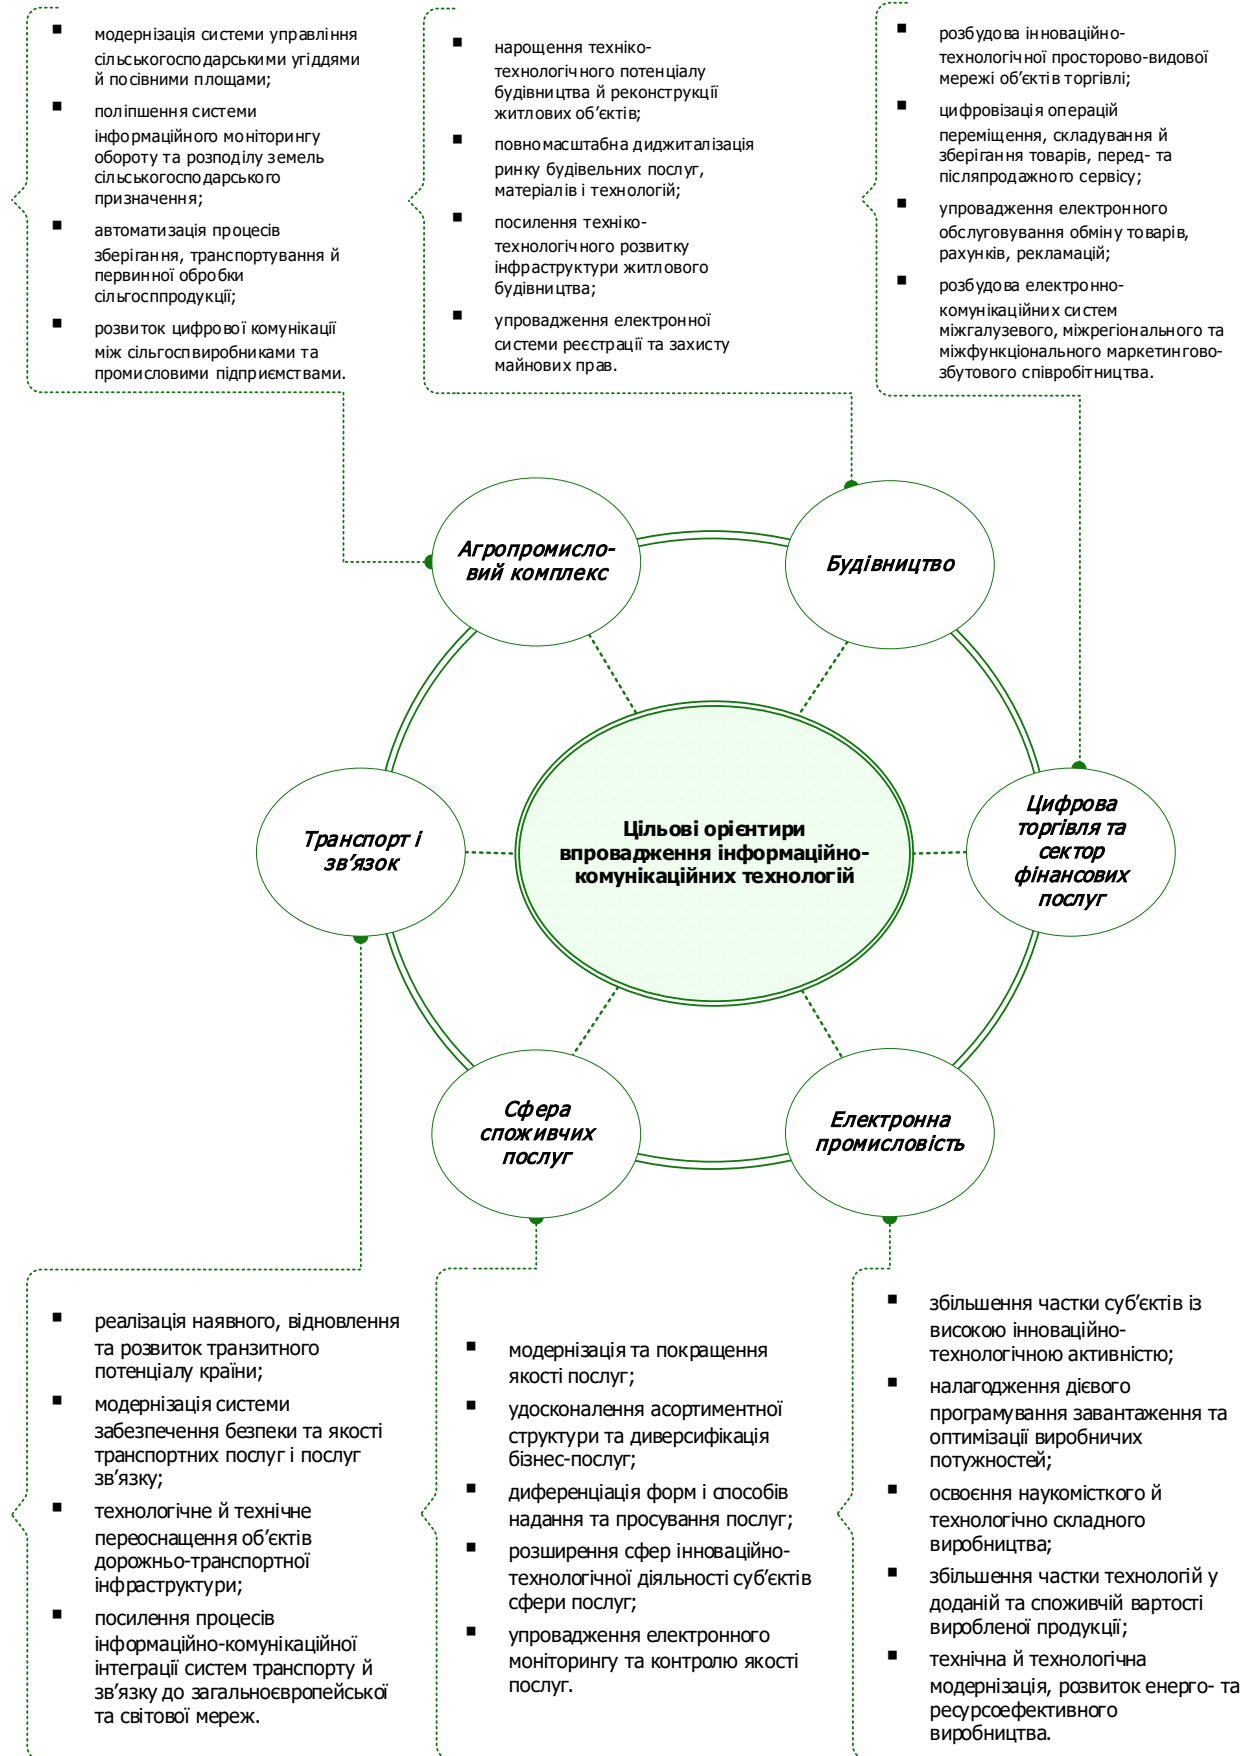 модернізація системи управління
сільськогосподарськими угіддями
й посівними площами;
поліпшення системи
інформаційного моніторингу
обороту та розподілу земель
сільськогосподарського
призначення;
автоматизація процесів
зберігання, транспортування й
первинної обробки
сільгосппродукції;
розвиток цифрової комунікації
між сільгоспвиробниками та
промисловими підприємствами.
нарощення техніко-
технологічного потенціалу
будівництва й реконструкції
житлових об’єктів;
повномасштабна диджиталізація
ринку будівельних послуг,
матеріалів і технологій;
посилення техніко-
технологічного розвитку
інфраструктури житлового
будівництва;
упровадження електронної
системи реєстрації та захисту
майнових прав.
розбудова інноваційно-
технологічної просторово-видової
мережі об’єктів торгівлі;
цифровізація операцій
переміщення, складування й
зберігання товарів, перед- та
післяпродажного сервісу;
упровадження електронного
обслуговування обміну товарів,
рахунків, рекламацій;
розбудова електронно-
комунікаційних систем
міжгалузевого, міжрегіонального та
міжфункціонального маркетингово-
збутового співробітництва.
Агропромисло-
вий комплекс
Будівництво
Транспорт і
зв’язок
Цільові орієнтири
впровадження інформаційно-
комунікаційних технологій
Цифрова
торгівля та
сектор
фінансових
послуг
Сфера
споживчих
послуг
Електронна
промисловість
реалізація наявного, відновлення
та розвиток транзитного
потенціалу країни;
модернізація системи
забезпечення безпеки та якості
транспортних послуг і послуг
зв’язку;
технологічне й технічне
переоснащення об’єктів
дорожньо-транспортної
інфраструктури;
посилення процесів
інформаційно-комунікаційної
інтеграції систем транспорту й
зв’язку до загальноєвропейської
та світової мереж.
модернізація та покращення
якості послуг;
удосконалення асортиментної
структури та диверсифікація
бізнес-послуг;
диференціація форм і способів
надання та просування послуг;
розширення сфер інноваційно-
технологічної діяльності суб’єктів
сфери послуг;
упровадження електронного
моніторингу та контролю якості
послуг.
збільшення частки суб’єктів із
високою інноваційно-
технологічною активністю;
налагодження дієвого
програмування завантаження та
оптимізації виробничих
потужностей;
освоєння наукомісткого й
технологічно складного
виробництва;
збільшення частки технологій у
доданій та споживчій вартості
виробленої продукції;
технічна й технологічна
модернізація, розвиток енерго- та
ресурсоефективного
виробництва.